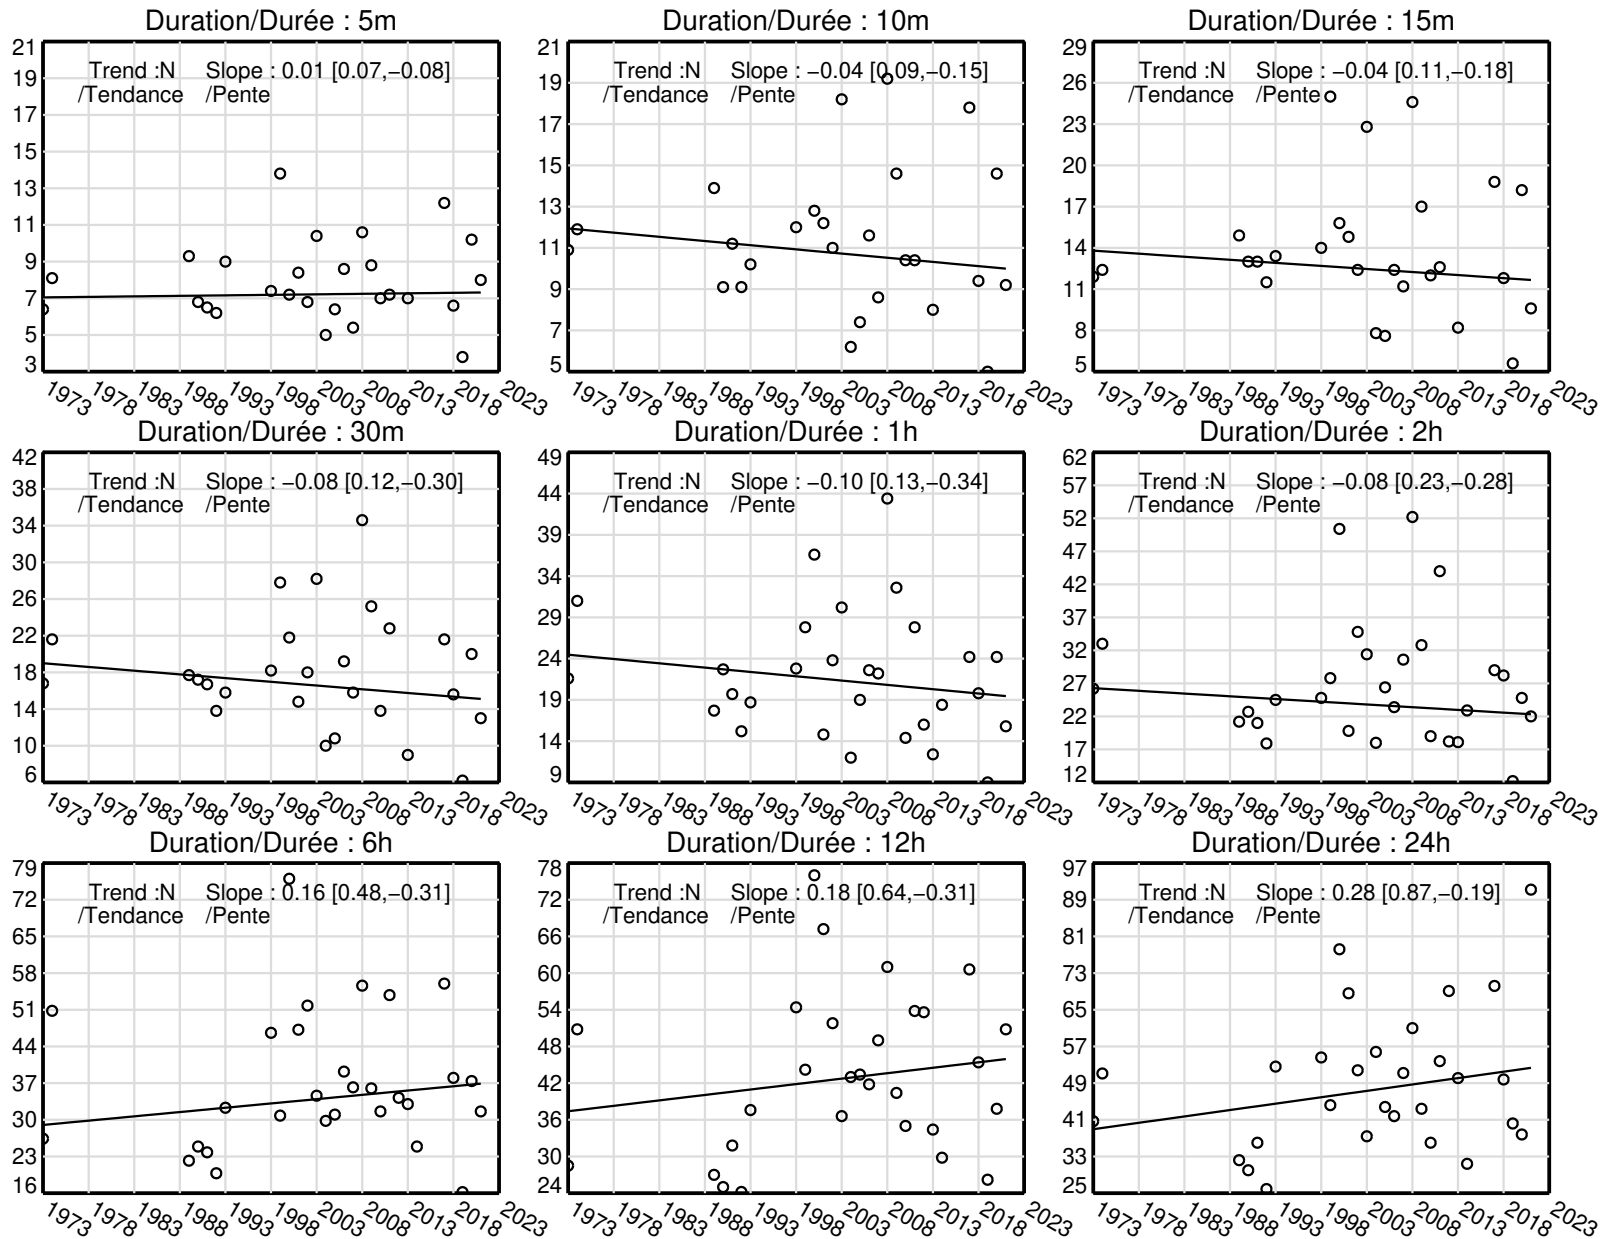 Duration/Durée : 5m
21
19
17
15
13
11
9
7
5
3
Trend :N Slope : 0.01 [0.07,−0.08]
/Tendance /Pente
1973 1978 1983 1988 1993 1998 2003 2008 2013 2018 2023
Duration/Durée : 10m
21
19
17
15
13
11
9
7
5
Trend :N Slope : −0.04 [0.09,−0.15]
/Tendance /Pente
1973 1978 1983 1988 1993 1998 2003 2008 2013 2018 2023
Duration/Durée : 15m
29
26
23
20
17
14
11
8
5
Trend :N Slope : −0.04 [0.11,−0.18]
/Tendance /Pente
1973 1978 1983 1988 1993 1998 2003 2008 2013 2018 2023
Duration/Durée : 30m
42
38
34
30
26
22
18
14
10
6
Trend :N Slope : −0.08 [0.12,−0.30]
/Tendance /Pente
1973 1978 1983 1988 1993 1998 2003 2008 2013 2018 2023
Duration/Durée : 1h
49
44
39
34
29
24
19
14
9
Trend :N Slope : −0.10 [0.13,−0.34]
/Tendance /Pente
1973 1978 1983 1988 1993 1998 2003 2008 2013 2018 2023
Duration/Durée : 2h
62
57
52
47
42
37
32
27
22
17
12
Trend :N Slope : −0.08 [0.23,−0.28]
/Tendance /Pente
1973 1978 1983 1988 1993 1998 2003 2008 2013 2018 2023
Duration/Durée : 6h
79
72
65
58
51
44
37
30
23
16
Trend :N Slope : 0.16 [0.48,−0.31]
/Tendance /Pente
1973 1978 1983 1988 1993 1998 2003 2008 2013 2018 2023
Duration/Durée : 12h
78
72
66
60
54
48
42
36
30
24
Trend :N Slope : 0.18 [0.64,−0.31]
/Tendance /Pente
1973 1978 1983 1988 1993 1998 2003 2008 2013 2018 2023
Duration/Durée : 24h
97
89
81
73
65
57
49
41
33
25
Trend :N Slope : 0.28 [0.87,−0.19]
/Tendance /Pente
1973 1978 1983 1988 1993 1998 2003 2008 2013 2018 2023